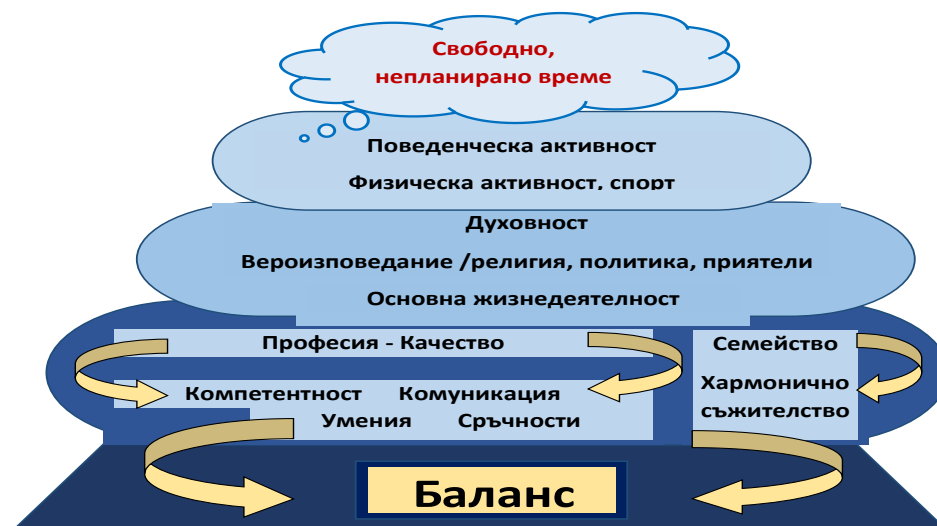 Свободно,
непланирано време
Поведенческа активност
Физическа активност, спорт
Духовност
Вероизповедание /религия, политика, приятели
Основна жизнедеятелност
Професия - Качество
Семейство
Компетентност Комуникация
Умения Сръчности
Хармонично
съжителство
Баланс